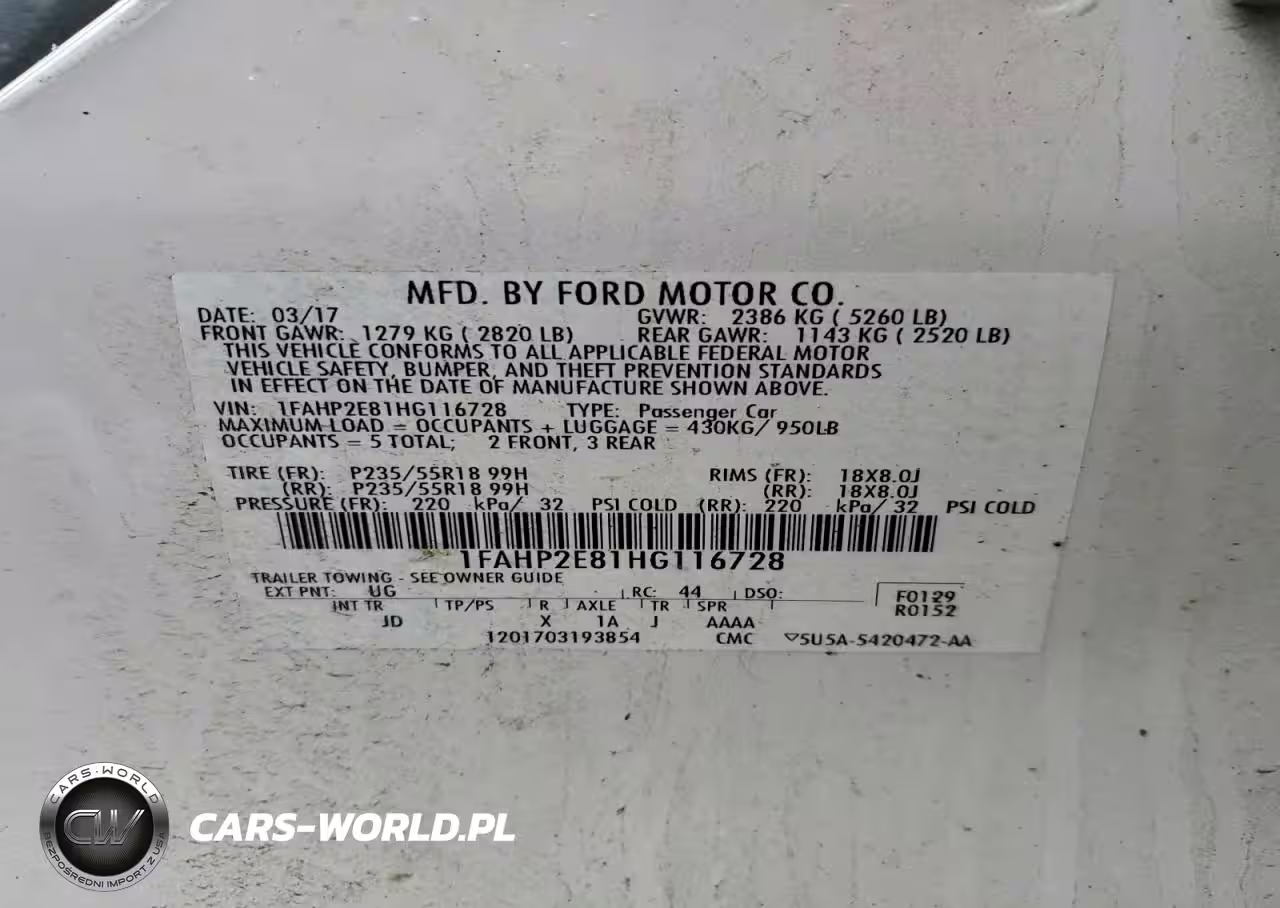 MFD. BY FORD MOTOR CO.
DATE: 03/17 GVWR: 2386 KG ( 5260 LB)
FRONT GAWR: 1279 KG ( 2820 LB) REAR GAWR: 1143 KG ( 2520 LB)
THIS VEHICLE CONFORMS TO ALL APPLICABLE FEDERAL MOTOR
VEHICLE SAFETY, BUMPER, AND THEFT PREVENTION STANDARDS
IN EFFECT ON THE DATE OF MANUFACTURE SHOWN ABOVE.
VIN: 1FAHP2E81HG116728 TYPE: Passenger Car
MAXIMUM LOAD = OCCUPANTS + LUGGAGE = 430KG/ 950LB
OCCUPANTS = 5 TOTAL; 2 FRONT, 3 REAR
TIRE (FR): P235/55R18 99H RIMS (FR): 18X8.0J
(RR): P235/55R18 99H (RR): 18X8.0J
PRESSURE (FR): 220 kPa/ 32 PSI COLD (RR): 220 kPa/ 32 PSI COLD
1FAHP2E81HG116728
TRAILER TOWING - SEE OWNER GUIDE
EXT PNT: UG RC: 44 DSO: F0129
INT TR TP/PS R AXLE TR SPR R0152
JD X 1A J AAAA
1201703193854 CMC 5U5A-5420472-AA
CARS-WORLD
CW
BEZPOŚREDNI IMPORT Z USA
CARS-WORLD.PL